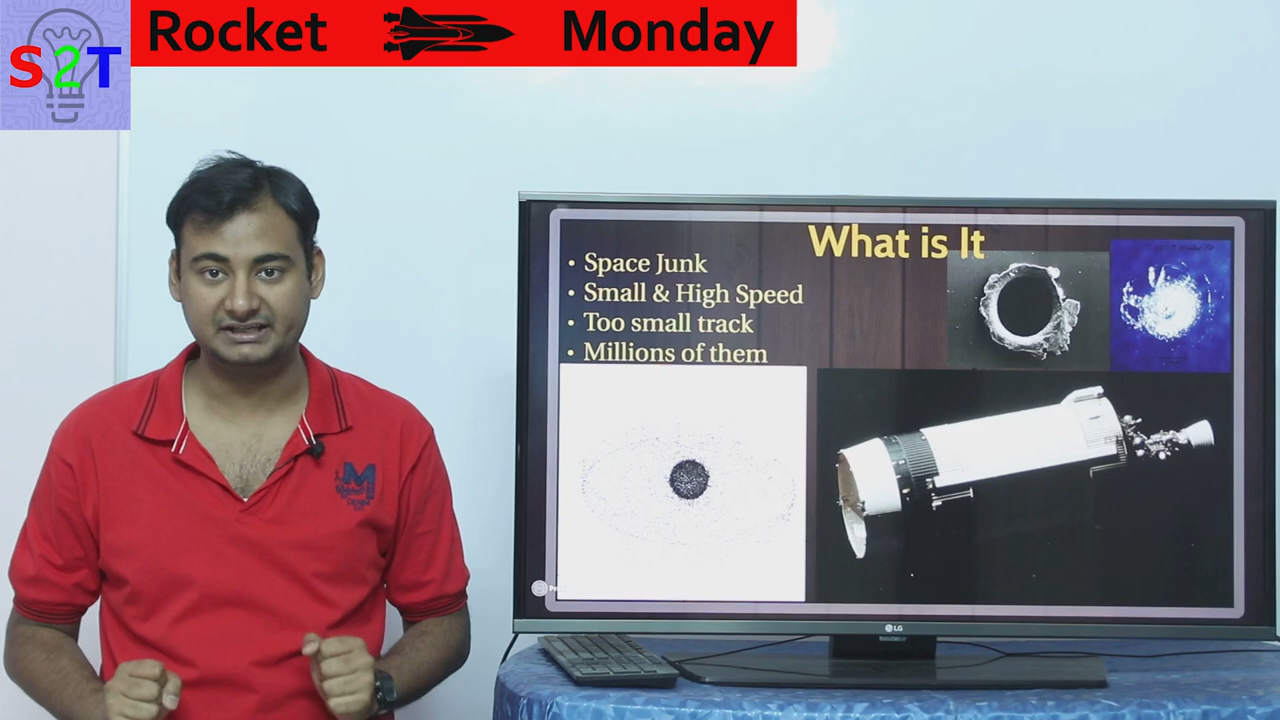 Rocket Monday
S2T
What is It
• Space Junk
• Small & High Speed
• Too small track
• Millions of them
M
LG